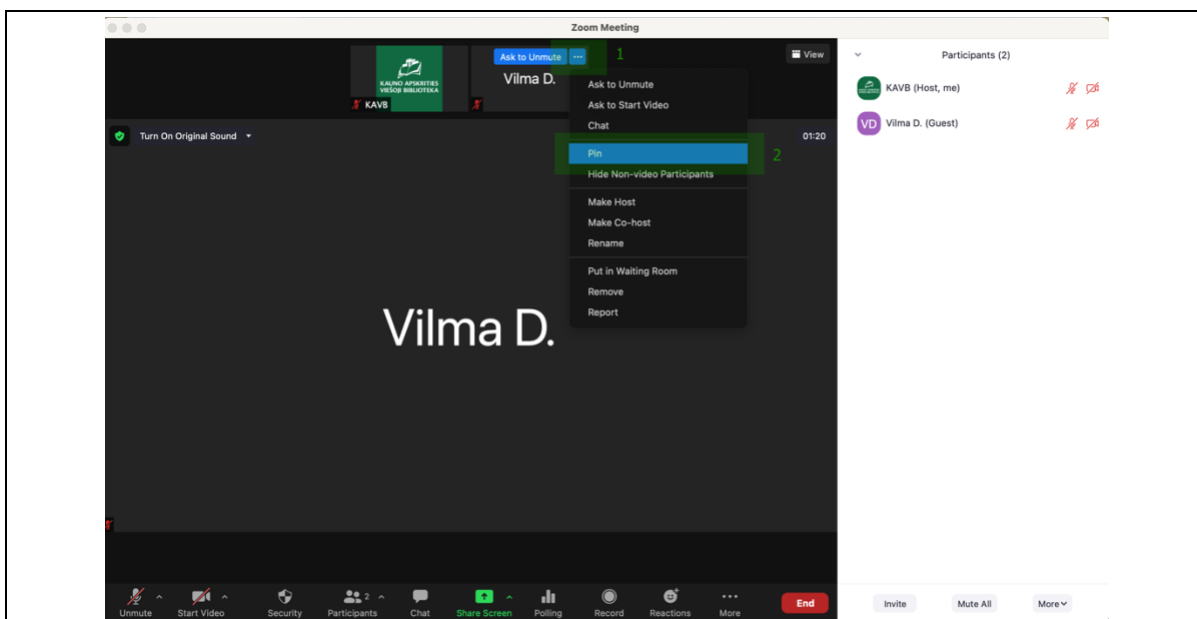 Zoom Meeting
KAUNO APSKRITIES
VIEŠOJI BIBLIOTEKA
KAVB
Ask to Unmute
Vilma D.
1
View
Turn On Original Sound
01:20
Ask to Unmute
Ask to Start Video
Chat
Pin
2
Hide Non-video Participants
Make Host
Make Co-host
Rename
Put in Waiting Room
Remove
Report
Vilma D.
Participants (2)
KAVB (Host, me)
VD Vilma D. (Guest)
Unmute
Start Video
Security
2
Participants
Chat
Share Screen
Polling
Record
Reactions
More
End
Invite
Mute All
More